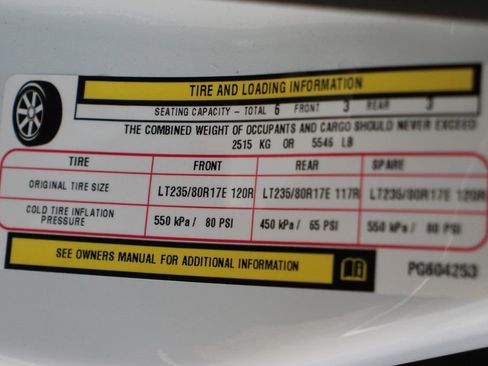 TIRE AND LOADING INFORMATION
SEATING CAPACITY - TOTAL 6 FRONT 3 REAR 3
THE COMBINED WEIGHT OF OCCUPANTS AND CARGO SHOULD NEVER EXCEED
2515 KG OR 5546 LB
TIRE FRONT REAR SPARE
ORIGINAL TIRE SIZE LT235/80R17E 120R LT235/80R17E 117R LT235/80R17E 120R
COLD TIRE INFLATION PRESSURE 550 kPa / 80 PSI 450 kPa / 65 PSI 550 kPa / 80 PSI
SEE OWNERS MANUAL FOR ADDITIONAL INFORMATION
PG604253